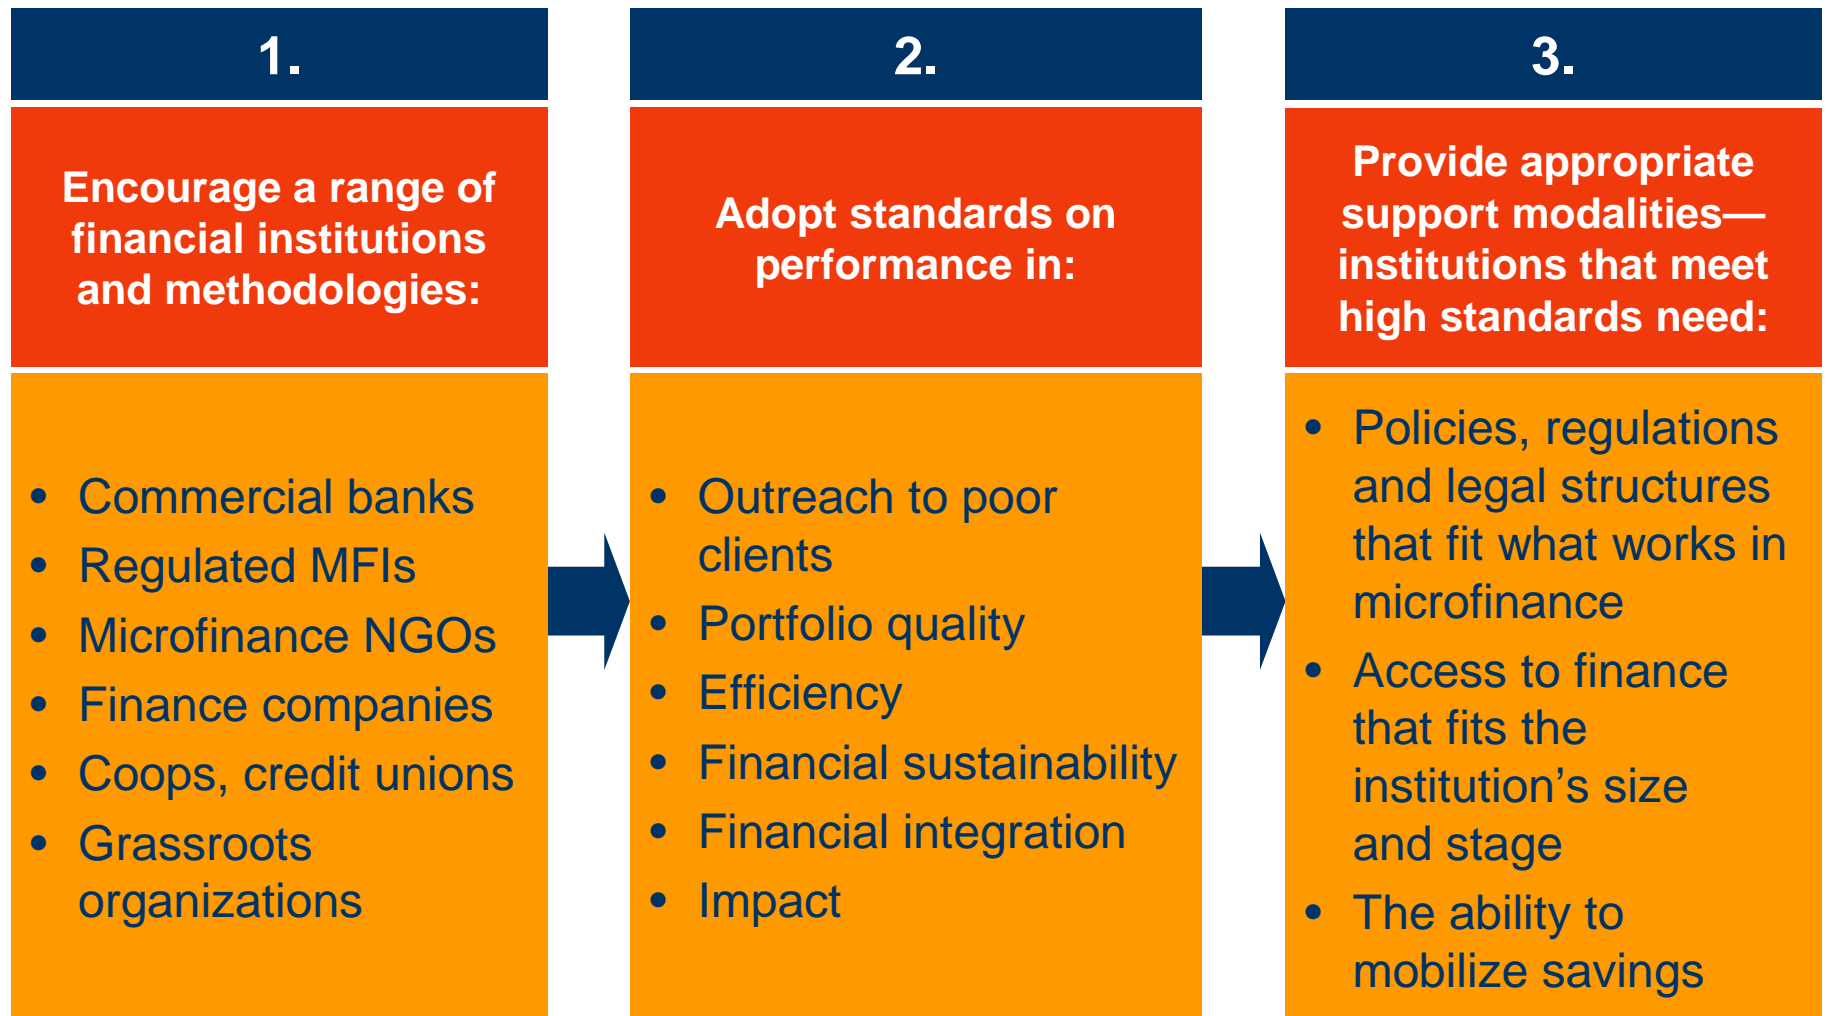 1.
Encourage a range of
financial institutions
and methodologies:
• Commercial banks
• Regulated MFIs
• Microfinance NGOs
• Finance companies
• Coops, credit unions
• Grassroots
organizations
2.
Adopt standards on
performance in:
• Outreach to poor
clients
• Portfolio quality
• Efficiency
• Financial sustainability
• Financial integration
• Impact
3.
Provide appropriate
support modalities—
institutions that meet
high standards need:
• Policies, regulations
and legal structures
that fit what works in
microfinance
• Access to finance
that fits the
institution’s size
and stage
• The ability to
mobilize savings